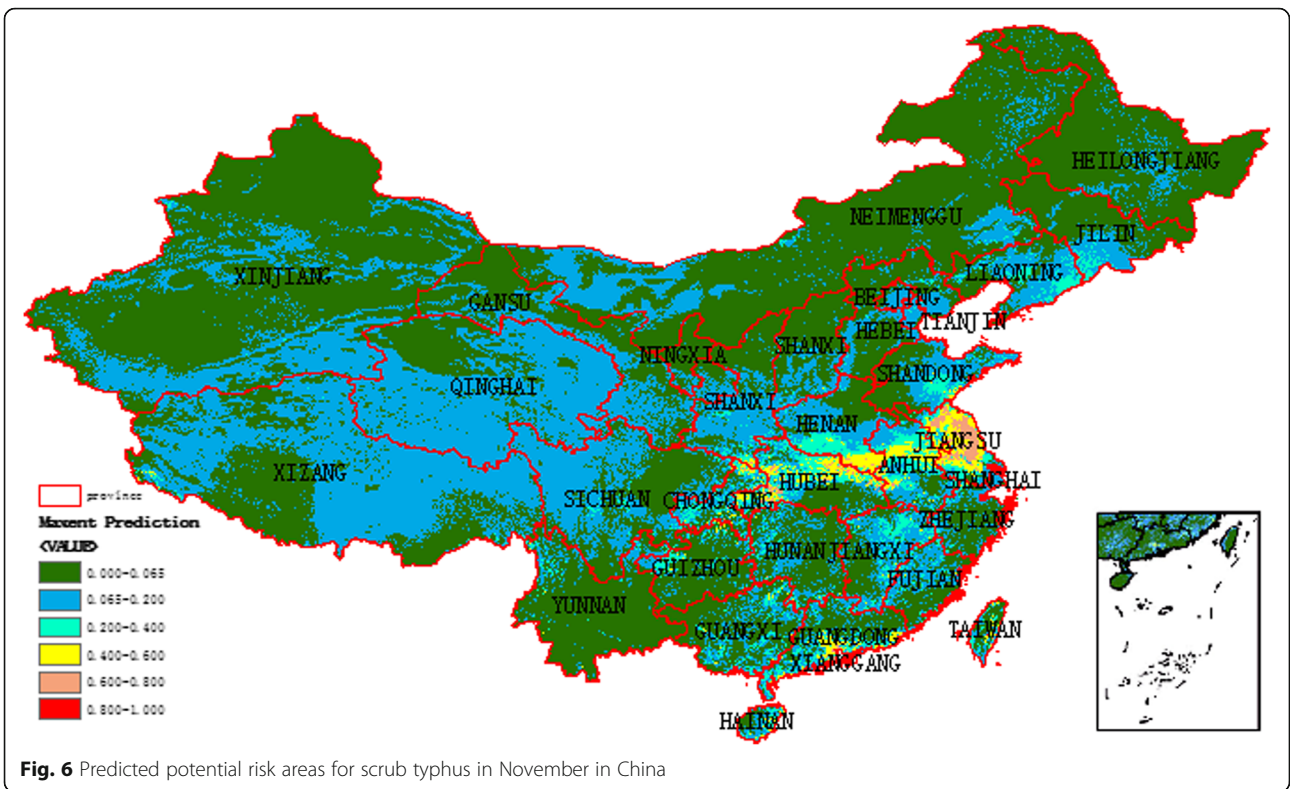 HEILONGJIANG
NEIMENGGU
JILIN
XINJIANG
LIAONING
GANSU
BEIJING
TIANJIN
HEBEI
SHANXI
NINGXIA
SHANDONG
QINGHAI
SHANXI
HENAN
JIANGSU
ANHUI
XIZANG
HUBEI
SHANGHAI
SICHUAN
CHONGQING
ZHEJIANG
HUNAN
JIANGXI
GUIZHOU
FUJIAN
YUNNAN
GUANGXI
GUANGDONG
TAIWAN
XIANGGANG
HAINAN
province
Maxent Prediction
<VALUE>
0.000-0.065
0.065-0.200
0.200-0.400
0.400-0.600
0.600-0.800
0.800-1.000
Fig. 6 Predicted potential risk areas for scrub typhus in November in China